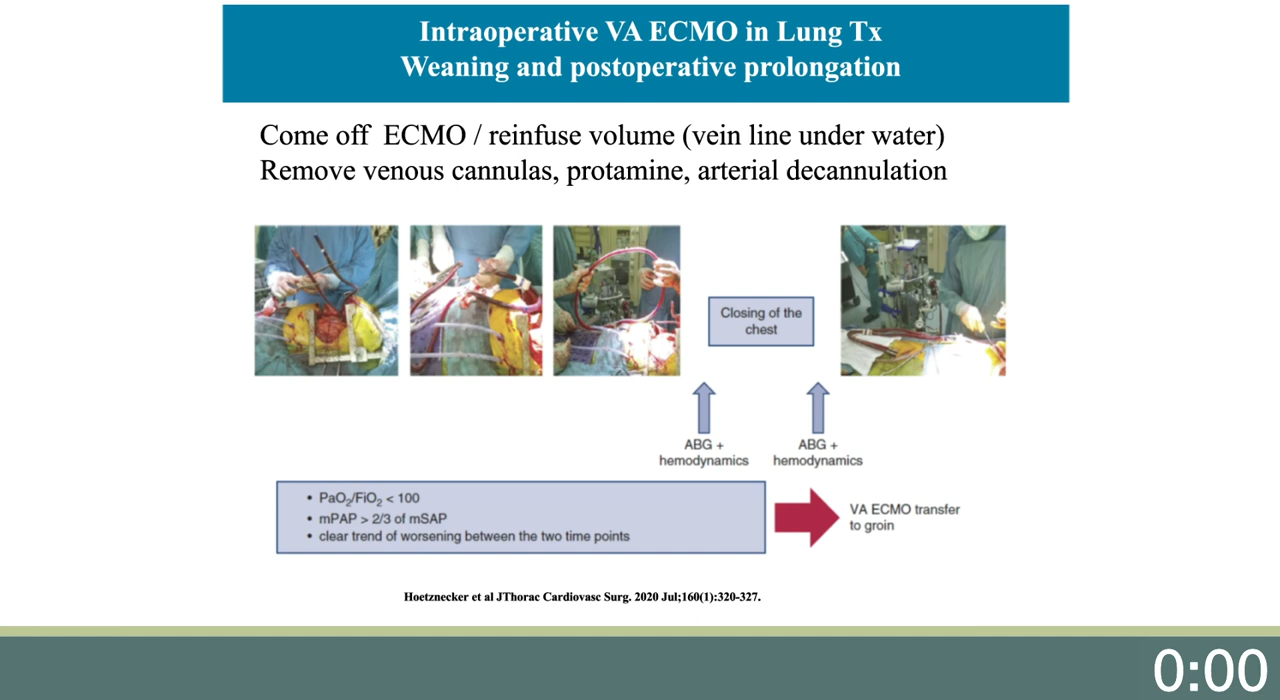 Intraoperative VA ECMO in Lung Tx
Weaning and postoperative prolongation
Come off ECMO / reinfuse volume (vein line under water)
Remove venous cannulas, protamine, arterial decannulation
Closing of the
chest
ABG +
hemodynamics
ABG +
hemodynamics
• PaO₂/FiO₂ < 100
• mPAP > 2/3 of mSAP
• clear trend of worsening between the two time points
VA ECMO transfer
to groin
Hoetznecker et al JThorac Cardiovasc Surg. 2020 Jul;160(1):320-327.
0:00